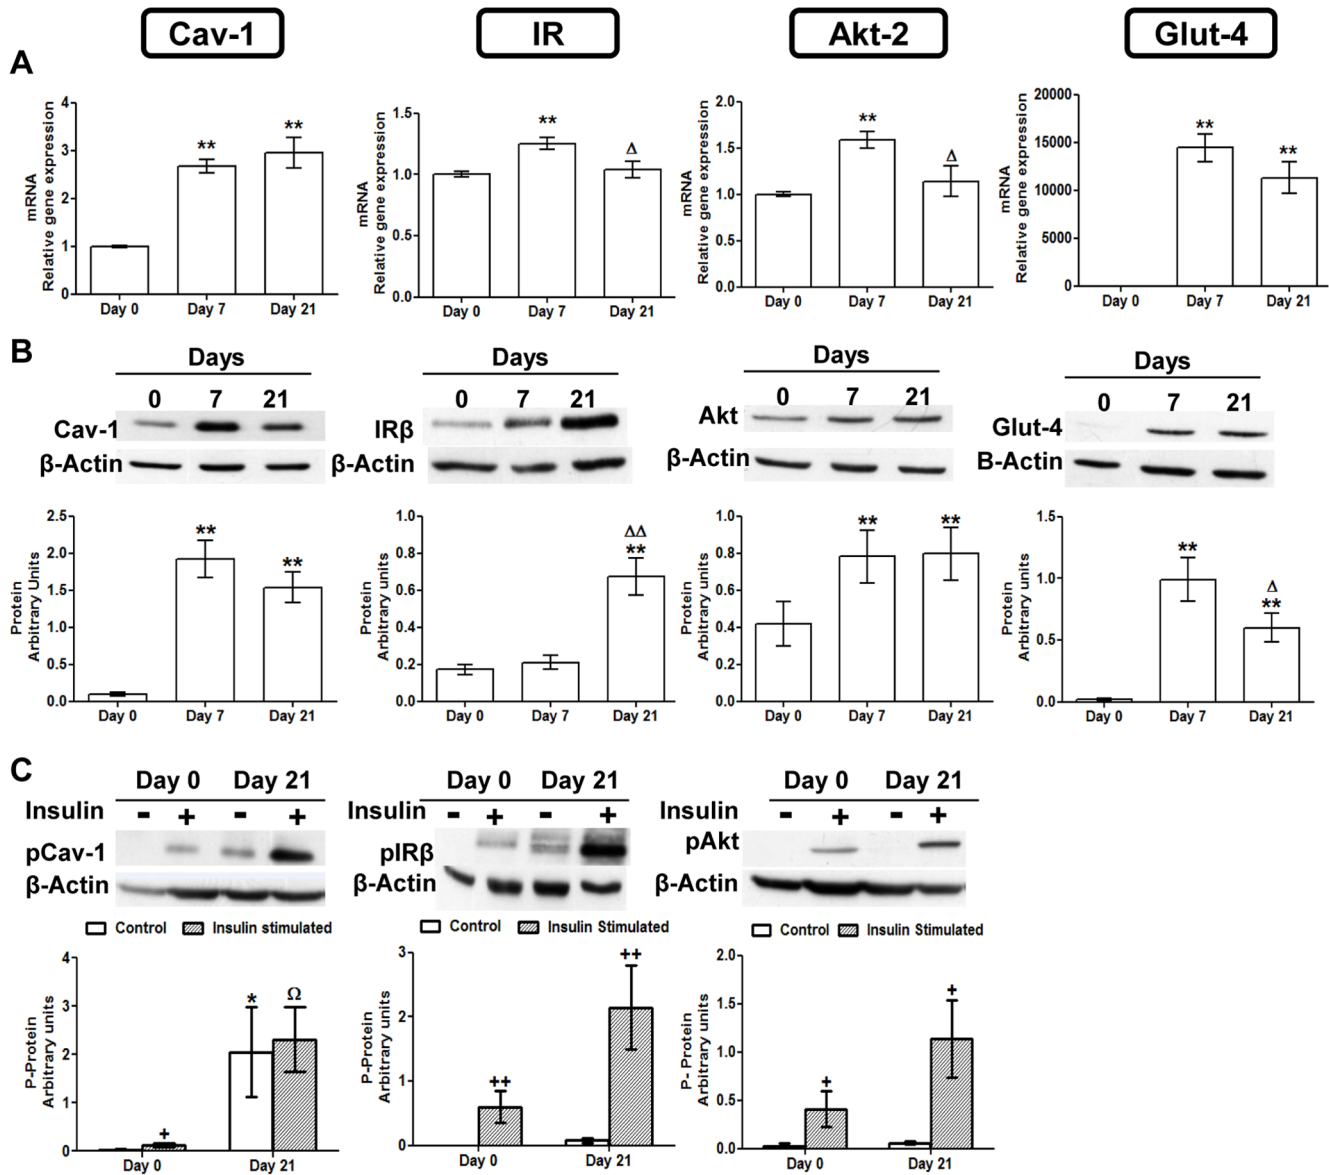 Cav-1 IR Akt-2 Glut-4
A
mRNA
Relative gene expression
4
3
2
1
0
** **
Day 0 Day 7 Day 21
mRNA
Relative gene expression
1.5
1.0
0.5
0.0
** Δ
Day 0 Day 7 Day 21
mRNA
Relative gene expression
2.0
1.5
1.0
0.5
0.0
** Δ
Day 0 Day 7 Day 21
mRNA
Relative gene expression
20000
15000
10000
5000
0
** **
Day 0 Day 7 Day 21
B
Days
0 7 21
Cav-1
β-Actin
Days
0 7 21
IRβ
β-Actin
Days
0 7 21
Akt
β-Actin
Days
0 7 21
Glut-4
B-Actin
Protein
Arbitrary Units
2.5
2.0
1.5
1.0
0.5
0.0
** **
Day 0 Day 7 Day 21
Protein
Arbitrary units
1.0
0.8
0.6
0.4
0.2
0.0
ΔΔ
**
Day 0 Day 7 Day 21
Protein
Arbitrary units
1.0
0.8
0.6
0.4
0.2
0.0
** **
Day 0 Day 7 Day 21
Protein
Arbitrary units
1.5
1.0
0.5
0.0
** Δ
**
Day 0 Day 7 Day 21
C
Day 0 Day 21
Insulin - + - +
pCav-1
β-Actin
Day 0 Day 21
Insulin - + - +
pIRβ
β-Actin
Day 0 Day 21
Insulin - + - +
pAkt
β-Actin
Control Insulin stimulated
P-Protein
Arbitrary units
4
3
2
1
0
+ * Ω
Day 0 Day 21
Control Insulin Stimulated
P-Protein
Arbitrary units
3
2
1
0
++ ++
Day 0 Day 21
Control Insulin Stimulated
P- Protein
Arbitrary units
2.0
1.5
1.0
0.5
0.0
+ +
Day 0 Day 21